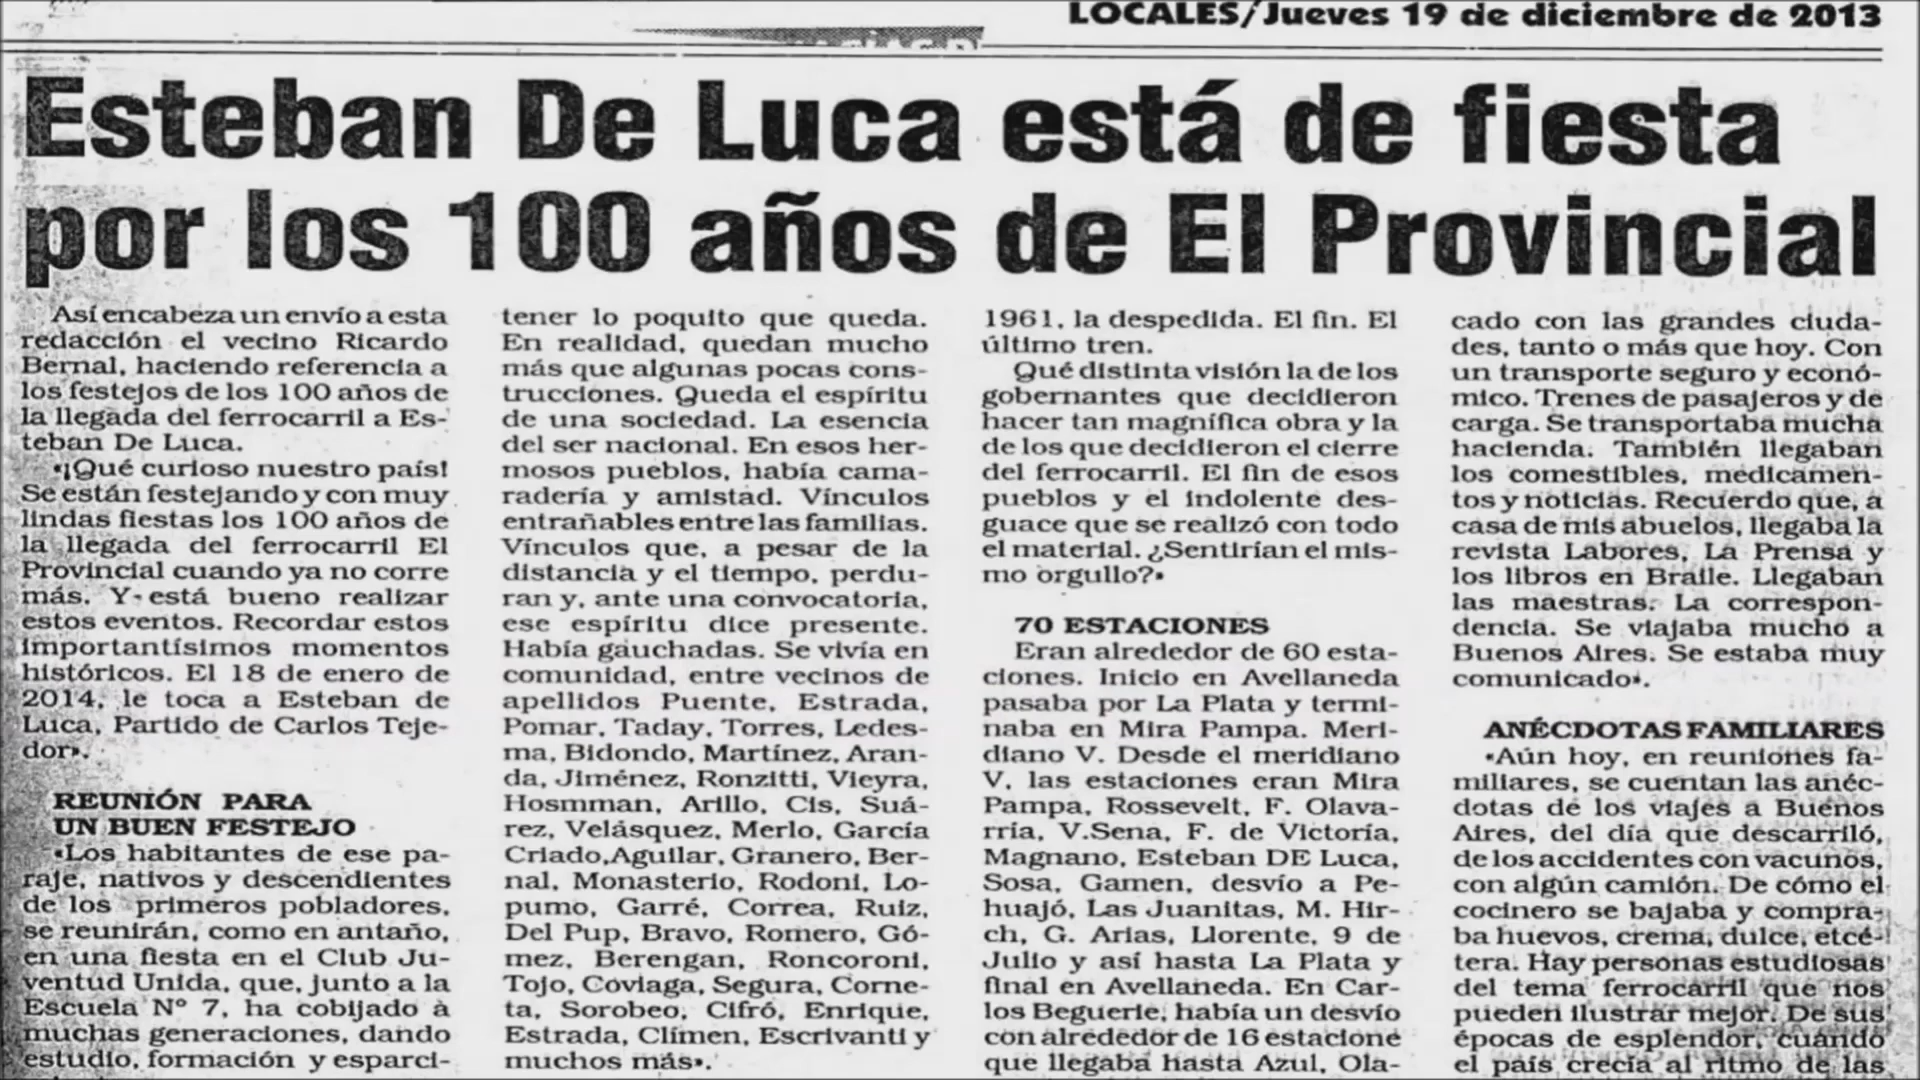 LOCALES/Jueves 19 de diciembre de 2013
Esteban De Luca está de fiesta
por los 100 años de El Provincial
Así encabeza un envío a esta
redacción el vecino Ricardo
Bernal, haciendo referencia a
los festejos de los 100 años de
la llegada del ferrocarril a Es-
teban De Luca.
«¡Qué curioso nuestro país!
Se están festejando y con muy
lindas fiestas los 100 años de
la llegada del ferrocarril El
Provincial cuando ya no corre
más. Y está bueno realizar
estos eventos. Recordar estos
importantísimos momentos
históricos. El 18 de enero de
2014, le toca a Esteban de
Luca, Partido de Carlos Teje-
dor».
REUNIÓN PARA
UN BUEN FESTEJO
«Los habitantes de ese pa-
raje, nativos y descendientes
de los primeros pobladores,
se reunirán, como en antaño,
en una fiesta en el Club Ju-
ventud Unida, que, junto a la
Escuela Nº 7, ha cobijado à
muchas generaciones, dando
estudio, formación y esparci-
tener lo poquito que queda.
En realidad, quedan mucho
más que algunas pocas cons-
trucciones. Queda el espíritu
de una sociedad. La esencia
del ser nacional. En esos her-
mosos pueblos, había cama-
radería y amistad. Vínculos
entrañables entre las familias.
Vínculos que, a pesar de la
distancia y el tiempo, perdu-
ran y, ante una convocatoria,
ese espíritu dice presente.
Había gauchadas. Se vivía en
comunidad, entre vecinos de
apellidos Puente, Estrada,
Pomar, Taday, Torres, Ledes-
ma, Bidondo, Martínez, Aran-
da, Jiménez, Ronzitti, Vieyra,
Hosmman, Arillo, Cis, Suá-
rez, Velásquez, Merlo, García
Criado,Aguilar, Granero, Ber-
nal, Monasterio, Rodoni, Lo-
pumo, Garré, Correa, Ruiz,
Del Pup, Bravo, Romero, Gó-
mez, Berengan, Roncoroni,
Tojo, Coviaga, Segura, Corne-
ta, Sorobeo, Cifró, Enrique,
Estrada, Clímen, Escrivanti y
muchos más».
1961, la despedida. El fin. El
último tren.
Qué distinta visión la de los
gobernantes que decidieron
hacer tan magnífica obra y la
de los que decidieron el cierre
del ferrocarril. El fin de esos
pueblos y el indolente des-
guace que se realizó con todo
el material. ¿Sentirían el mis-
mo orgullo?»
70 ESTACIONES
Eran alrededor de 60 esta-
ciones. Inicio en Avellaneda
pasaba por La Plata y termi-
naba en Mira Pampa. Meri-
diano V. Desde el meridiano
V, las estaciones eran Mira
Pampa, Rossevelt, F. Olava-
rría, V.Sena, F. de Victoria,
Magnano, Esteban DE Luca,
Sosa, Gamen, desvío a Pe-
huajó, Las Juanitas, M. Hir-
ch, G. Arias, Llorente, 9 de
Julio y así hasta La Plata y
final en Avellaneda. En Car-
los Beguerie, había un desvío
con alrededor de 16 estacione
que llegaba hasta Azul, Ola-
cado con las grandes ciuda-
des, tanto o más que hoy. Con
un transporte seguro y econó-
mico. Trenes de pasajeros y de
carga. Se transportaba mucha
hacienda. También llegaban
los comestibles, medicamen-
tos y noticias. Recuerdo que, a
casa de mis abuelos, llegaba la
revista Labores, La Prensa y
los libros en Braile. Llegaban
las maestras. La correspon-
dencia. Se viajaba mucho a
Buenos Aires. Se estaba muy
comunicado».
ANÉCDOTAS FAMILIARES
«Aún hoy, en reuniones fa-
miliares, se cuentan las anéc-
dotas de los viajes a Buenos
Aires, del día que descarriló,
de los accidentes con vacunos,
con algún camión. De cómo el
cocinero se bajaba y compra-
ba huevos, crema, dulce, etcé-
tera. Hay personas estudiosas
del tema ferrocarril que nos
pueden ilustrar mejor. De sus
épocas de esplendor, cuando
el país crecía al ritmo de las